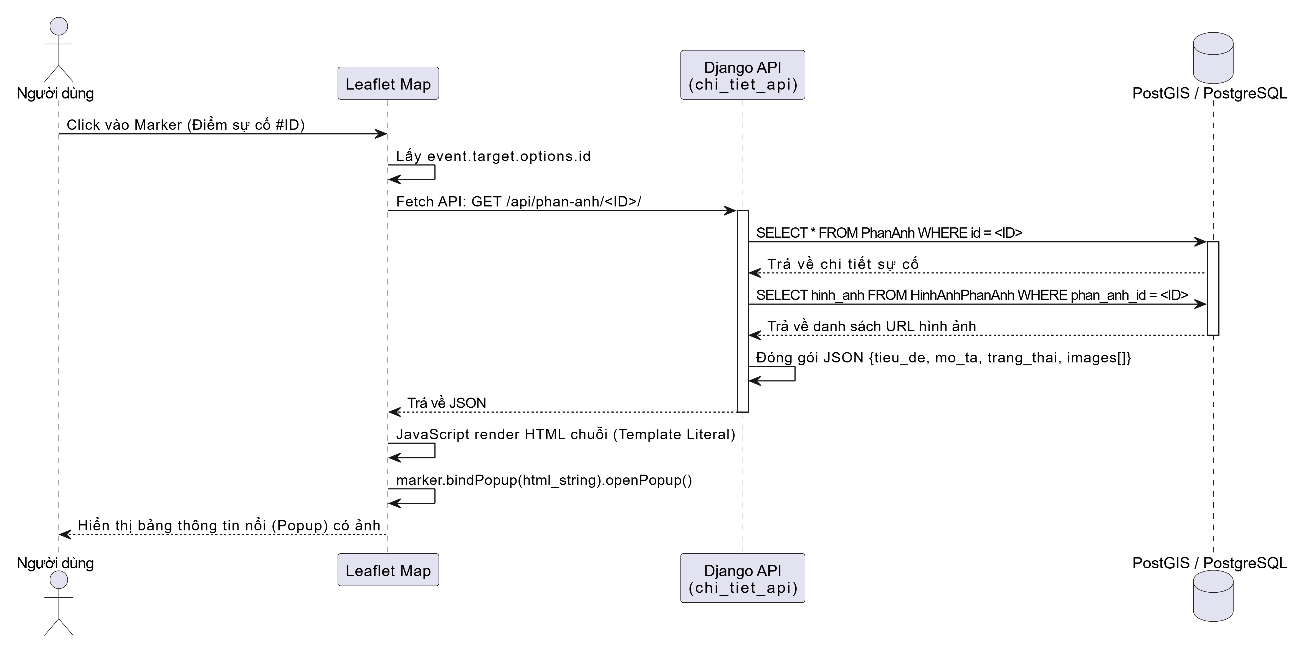 Người dùng
Leaflet Map
Django API
(chi_tiet_api)
PostGIS / PostgreSQL
Click vào Marker (Điểm sự cố #ID)
Lấy event.target.options.id
Fetch API: GET /api/phan-anh/<ID>/
SELECT * FROM PhanAnh WHERE id = <ID>
Trả về chi tiết sự cố
SELECT hinh_anh FROM HinhAnhPhanAnh WHERE phan_anh_id = <ID>
Trả về danh sách URL hình ảnh
Đóng gói JSON {tieu_de, mo_ta, trang_thai, images[]}
Trả về JSON
JavaScript render HTML chuỗi (Template Literal)
marker.bindPopup(html_string).openPopup()
Hiển thị bảng thông tin nổi (Popup) có ảnh
Người dùng
Leaflet Map
Django API
(chi_tiet_api)
PostGIS / PostgreSQL